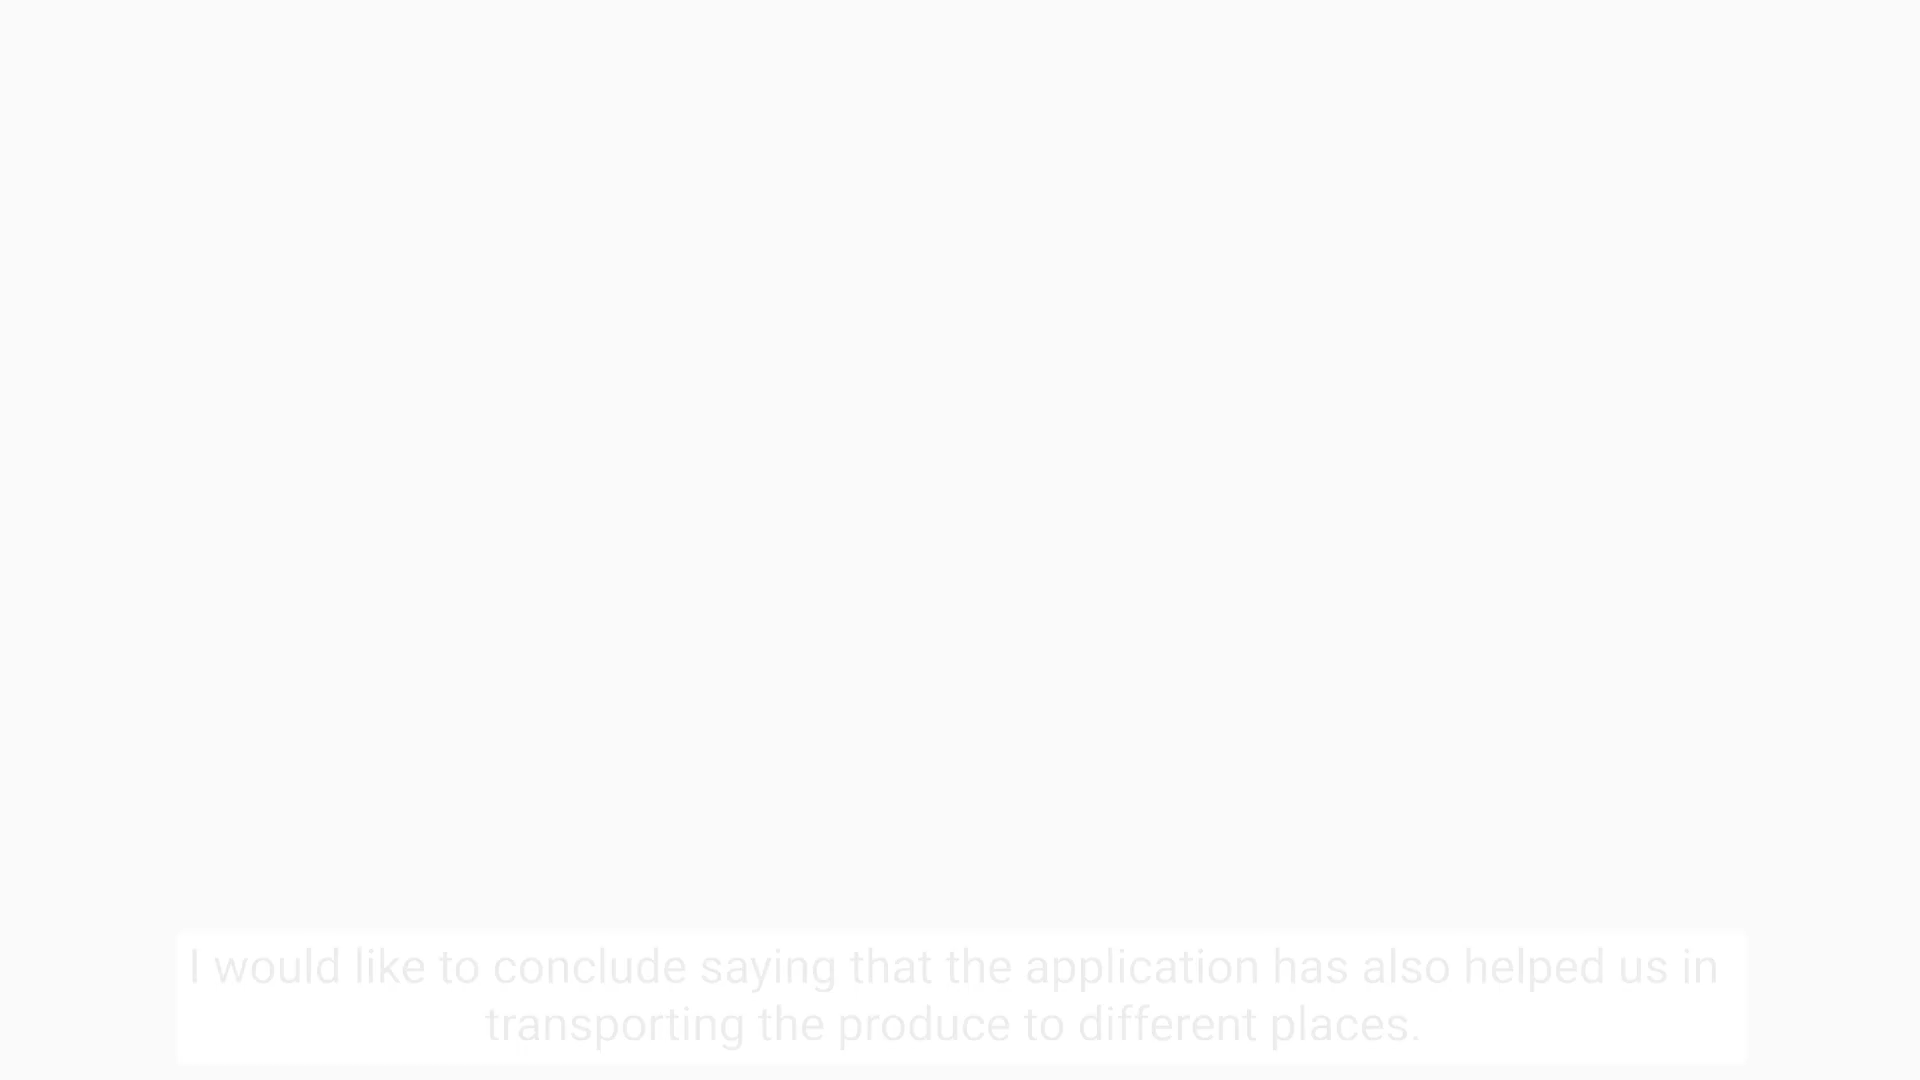 I would like to conclude saying that the application has also helped us in
transporting the produce to different places.